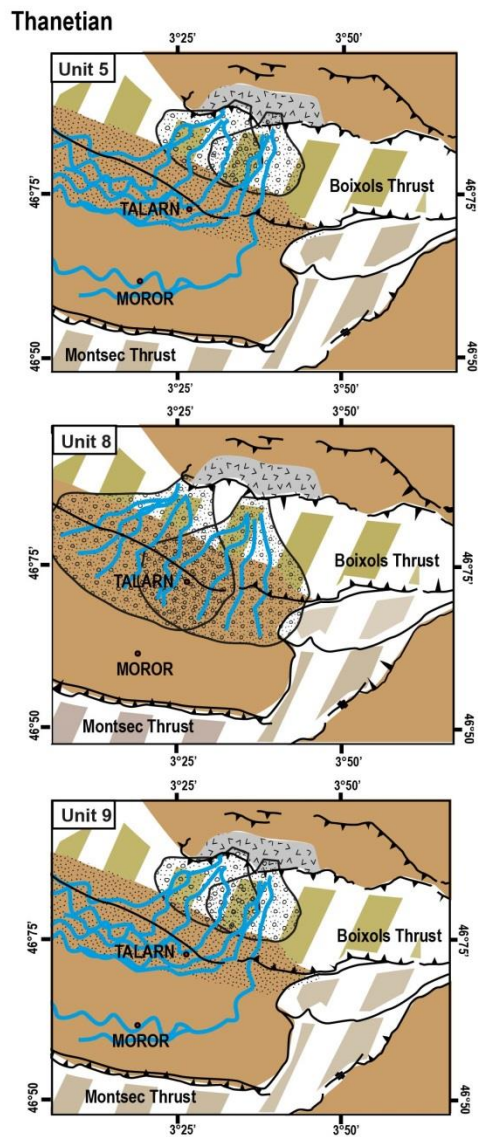 Thanetian
3°25' 3°50'
Unit 5
Boixols Thrust
46°75' 46°75'
TALARN
MOROR
Montsec Thrust
46°50 46°50
3°25' 3°50'
3°25' 3°50'
Unit 8
Boixols Thrust
46°75' 46°75'
TALARN
MOROR
Montsec Thrust
46°50 46°50
3°25' 3°50'
Unit 9
Boixols Thrust
46°75' 46°75'
TALARN
MOROR
Montsec Thrust
46°50 46°50
3°25' 3°50'